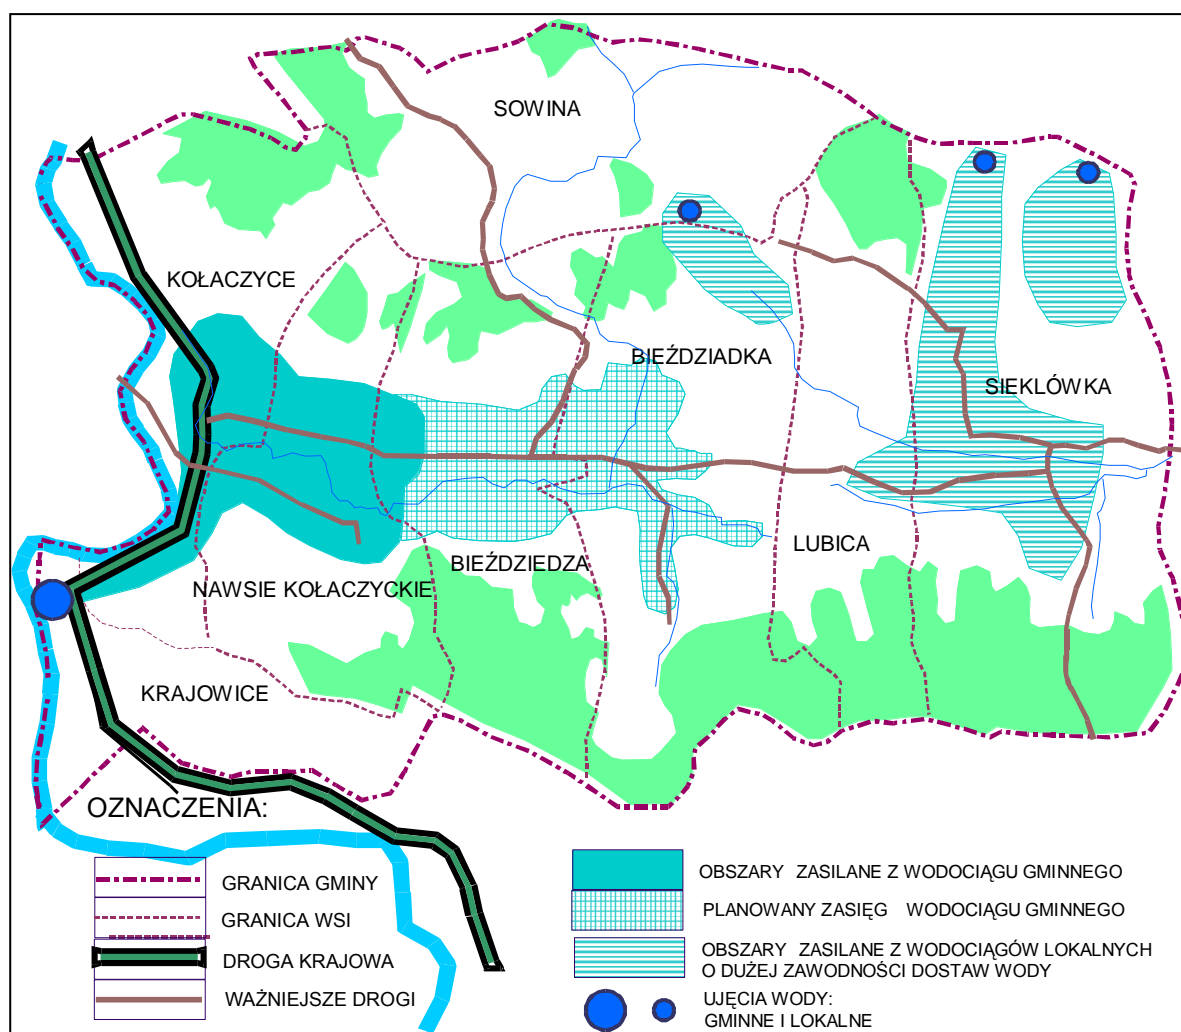 SOWINA
KOŁACZYCE
BIEŹDZIADKA
SIEKLÓWKA
LUBICA
BIEŹDZIEDZA
NAWSIE KOŁACZYCKIE
KRAJOWICE
OZNACZENIA:
GRANICA GMINY
GRANICA WSI
DROGA KRAJOWA
WAŻNIEJSZE DROGI
OBSZARY ZASILANE Z WODOCIĄGU GMINNEGO
PLANOWANY ZASIĘG WODOCIĄGU GMINNEGO
OBSZARY ZASILANE Z WODOCIĄGÓW LOKALNYCH
O DUŻEJ ZAWODNOŚCI DOSTAW WODY
UJĘCIA WODY:
GMINNE I LOKALNE